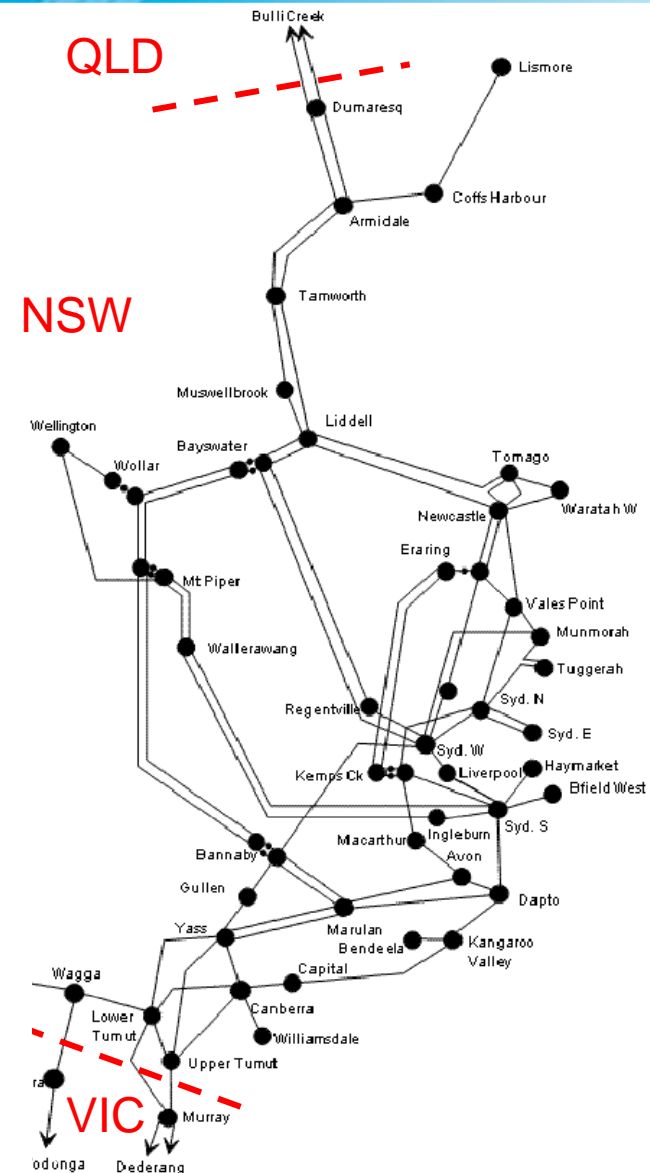 Bulli Creek
QLD
Lismore
Dumaresq
Coffs Harbour
Armidale
Tamworth
NSW
Muswellbrook
Liddell
Wellington
Bayswater
Wollar
Tomago
Waratah W
Newcastle
Eraring
Mt Piper
Vales Point
Munmorah
Wallerawang
Tuggerah
Syd. N
Regentville
Syd. E
Syd. W
Haymarket
Kemps Ck
Liverpool
Bfield West
Syd. S
Ingleburn
Macarthur
Avon
Bannaby
Gullen
Dapto
Marulan
Yass
Bendeela
Kangaroo
Valley
Wagga
Capital
Canberra
Lower
Tumut
Williamsdale
Upper Tumut
ra
VIC
Murray
odonga
Dederang